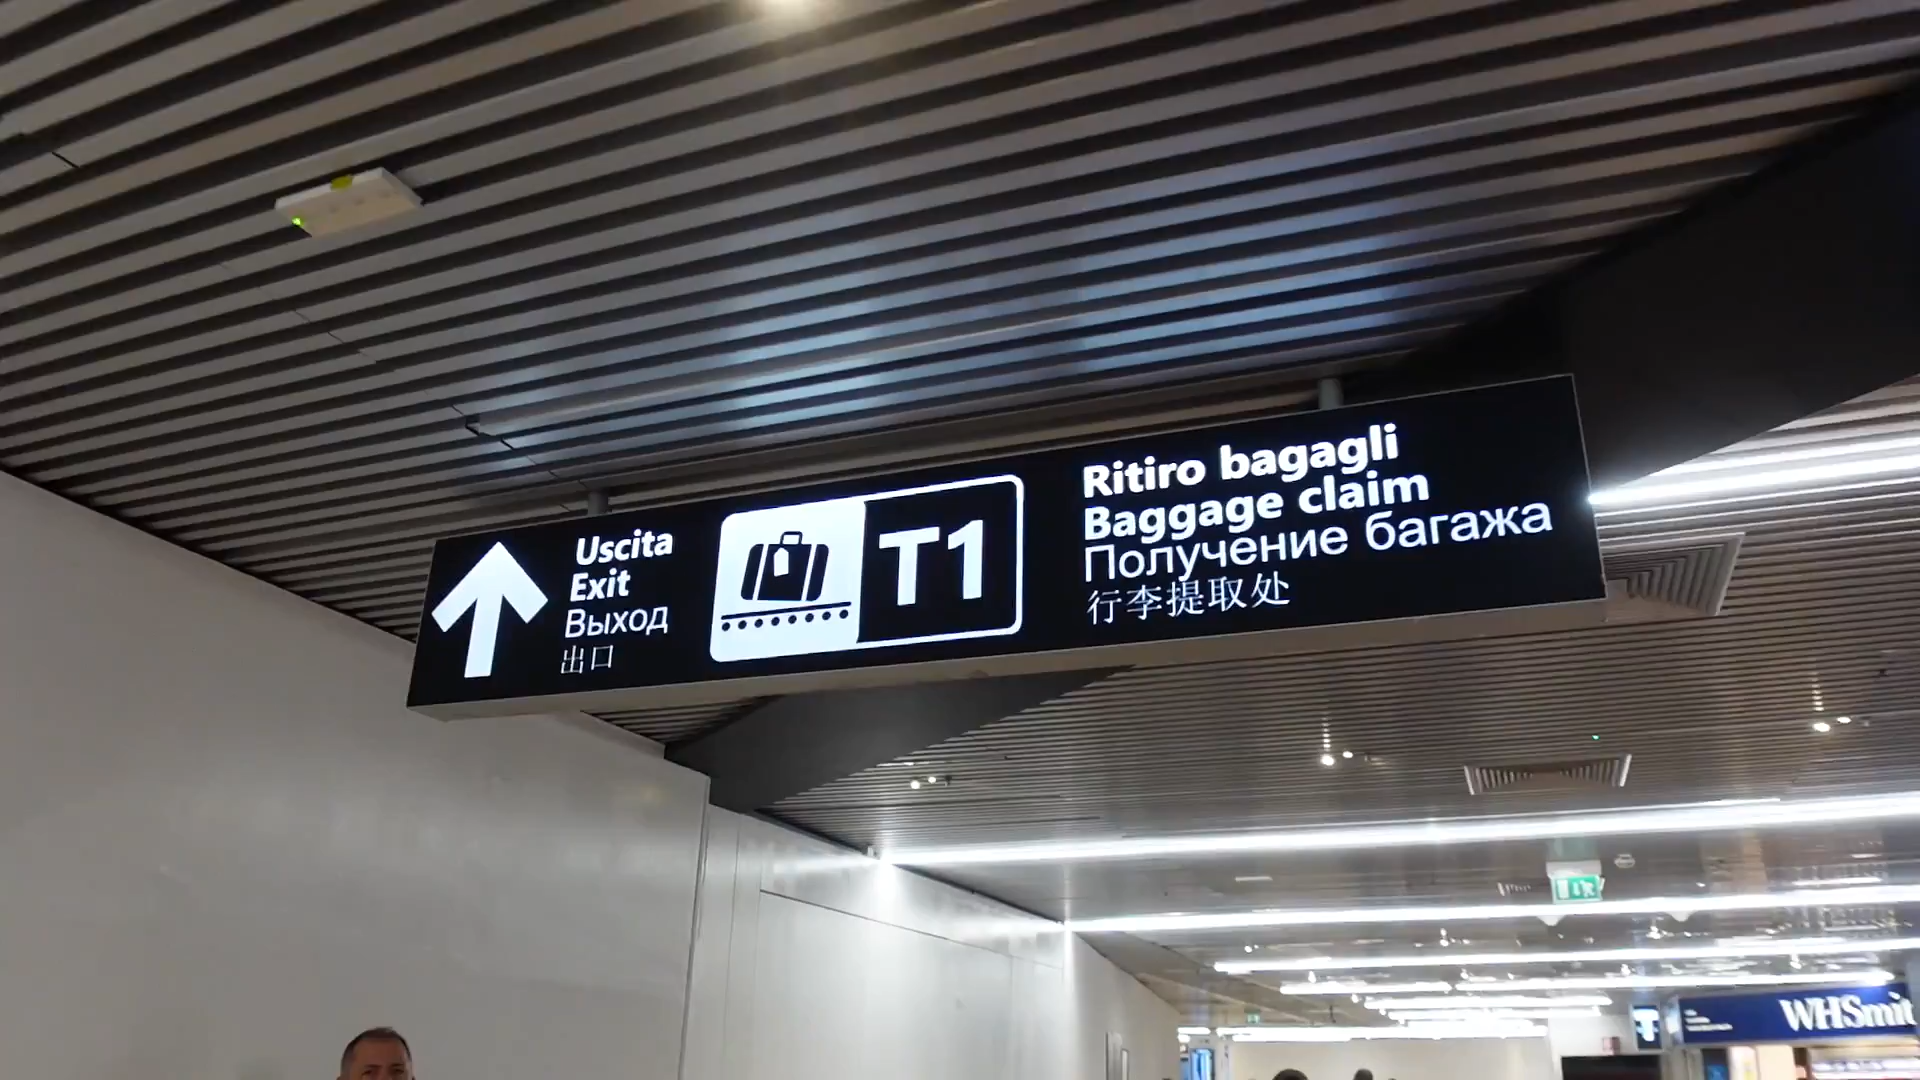 Uscita
Exit
Выход
出口
T1
Ritiro bagagli
Baggage claim
Получение багажа
行李提取处
WHSmit